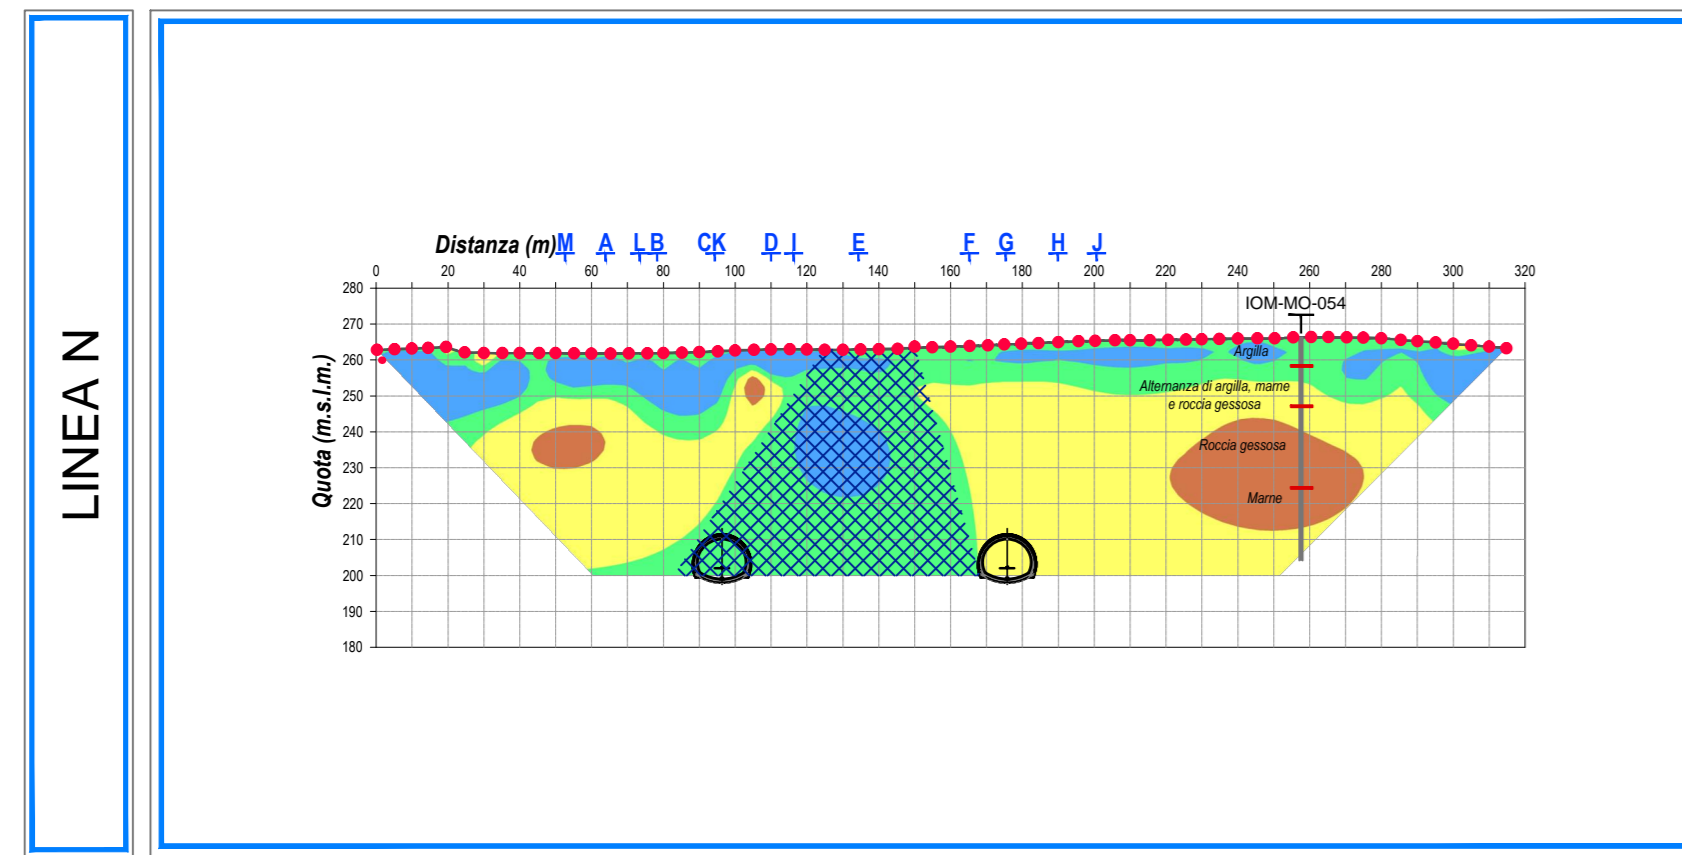 LINEA N
Distanza (m) M A L B C K D I E F G H J
0 20 40 60 80 100 120 140 160 180 200 220 240 260 280 300 320
IOM-MO-054
Quota (m.s.l.m.)
280
270
260
250
240
230
220
210
200
190
180
Argilla
Alternanza di argilla, marne
e roccia gessosa
Roccia gessosa
Marne